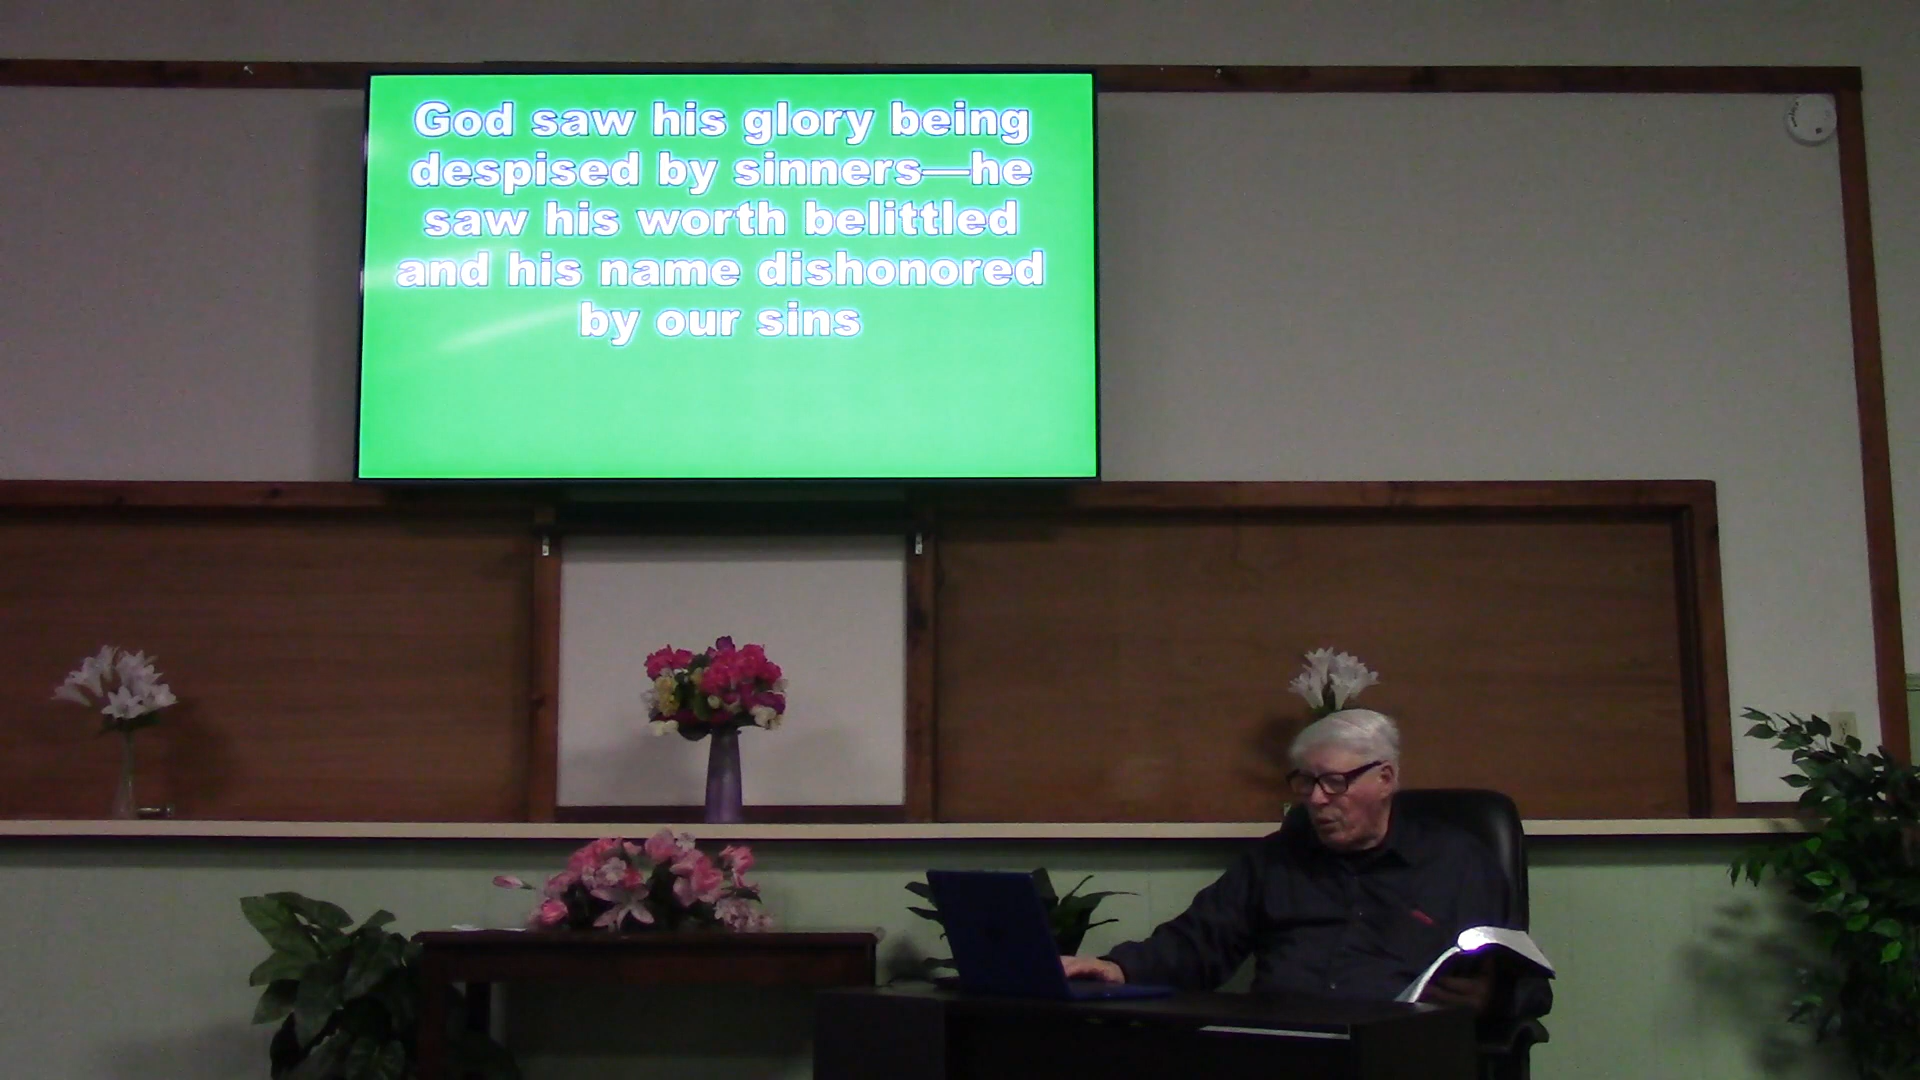 God saw his glory being
despised by sinners—he
saw his worth belittled
and his name dishonored
by our sins